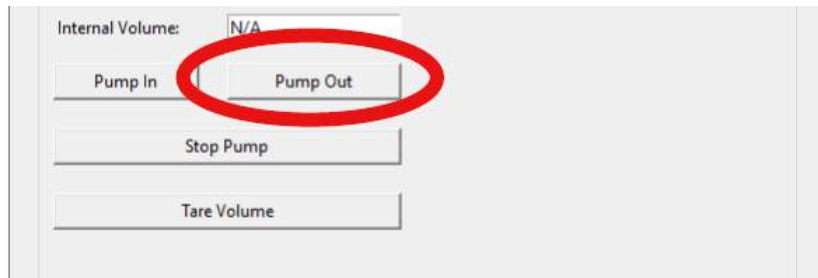 Internal Volume: N/A
Pump In Pump Out
Stop Pump
Tare Volume